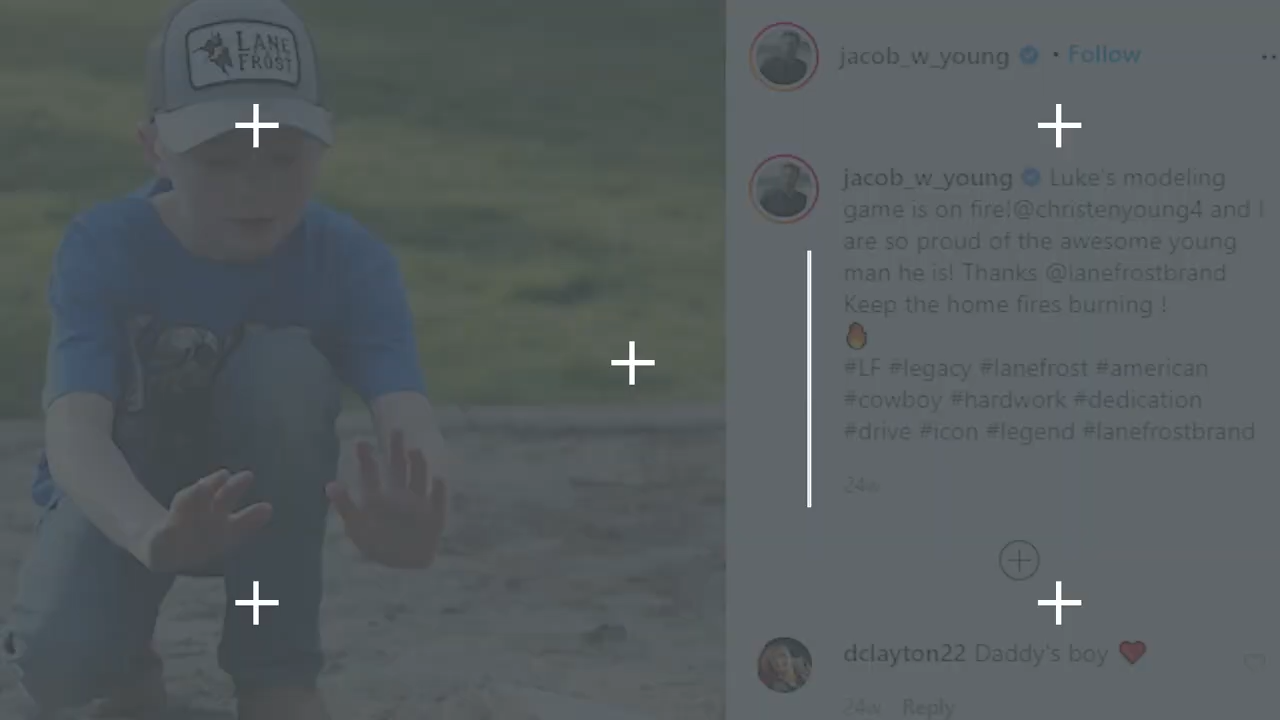 LANE
FROST
jacob_w_young • Follow
jacob_w_young Luke's modeling
game is on fire!@christenyoung4 and I
are so proud of the awesome young
man he is! Thanks @lanefrostbrand
Keep the home fires burning !
#LF #legacy #lanefrost #american
#cowboy #hardwork #dedication
#drive #icon #legend #lanefrostbrand
24w
dclayton22 Daddy's boy
24w Reply